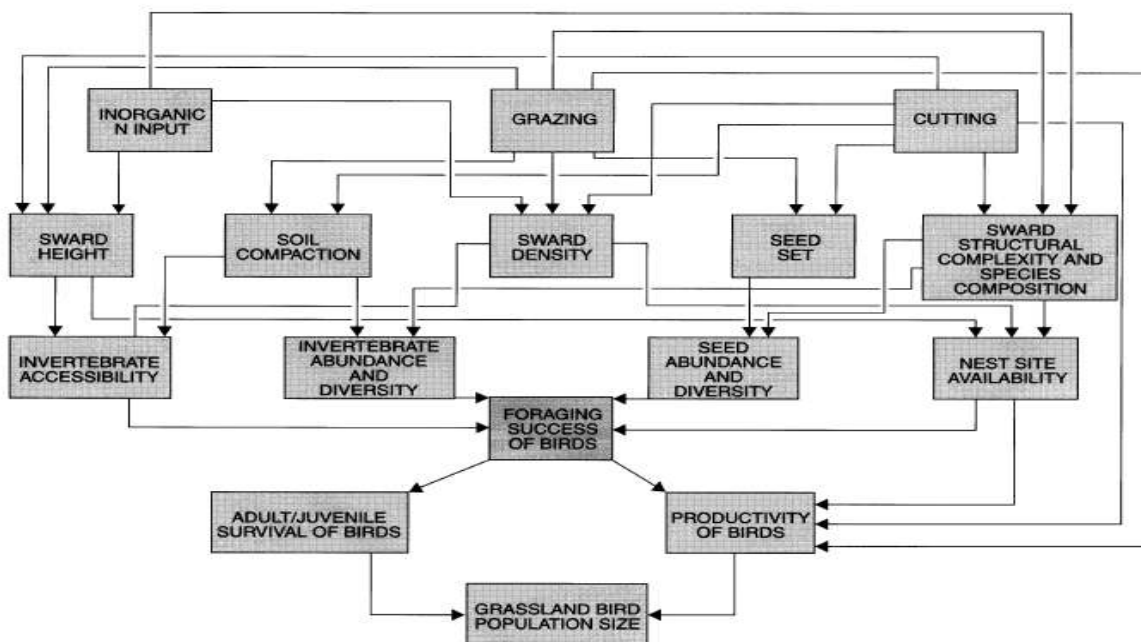 INORGANIC
N INPUT
GRAZING
CUTTING
SWARD
HEIGHT
SOIL
COMPACTION
SWARD
DENSITY
SEED
SET
SWARD
STRUCTURAL
COMPLEXITY AND
SPECIES
COMPOSITION
INVERTEBRATE
ACCESSIBILITY
INVERTEBRATE
ABUNDANCE
AND
DIVERSITY
SEED
ABUNDANCE
AND
DIVERSITY
NEST SITE
AVAILABILITY
FORAGING
SUCCESS
OF BIRDS
ADULT/JUVENILE
SURVIVAL OF BIRDS
PRODUCTIVITY
OF BIRDS
GRASSLAND BIRD
POPULATION SIZE